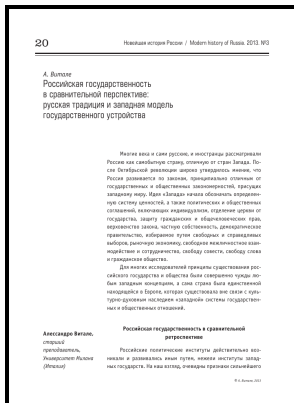 20
Новейшая история России / Modern history of Russia. 2013. №3
А. Витале
Российская государственность
в сравнительной перспективе:
русская традиция и западная модель
государственного устройства
Многие века и сами русские, и иностранцы рассматривали
Россию как самобытную страну, отличную от стран Запада. По-
сле Октябрьской революции широко утвердилось мнение, что
Россия развивается по законам, принципиально отличным от
государственных и общественных закономерностей, присущих
западному миру. Идея «Запада» начала обозначать определен-
ную систему ценностей, а также политических и общественных
соглашений, включающих индивидуализм, отделение церкви от
государства, защиту гражданских и общечеловеческих прав,
верховенство закона, частную собственность, демократическое
правительство, избираемое путем свободных и справедливых
выборов, рыночную экономику, свободное межличностное взаи-
модействие и сотрудничество, свободу совести, свободу слова
и гражданское общество.
Для многих исследователей принципы существования рос-
сийского государства и общества были совершенно чужды лю-
бым западным концепциям, а сама страна была единственной
находящейся в Европе, которая существовала вне связи с куль-
турно-духовным наследием «западной» системы государствен-
ных и общественных отношений.
Российская государственность в сравнительной
ретроспективе
Российские политические институты действительно воз-
никали и развивались иным путем, нежели институты запад-
ных государств. На наш взгляд, очевидны признаки сильнейшего
Алессандро Витале,
старший
преподаватель,
Университет Милана
(Италия)
© А. Витале, 2013